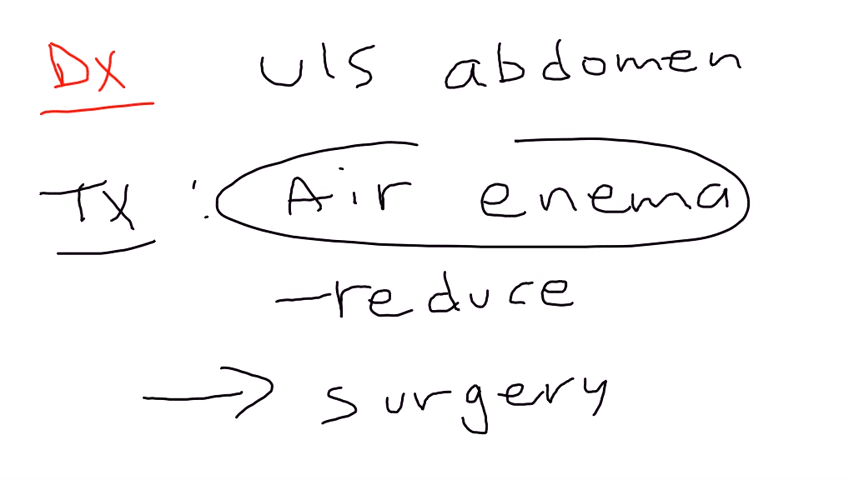 Dx U/S abdomen
Tx : Air enema
- reduce
→ surgery